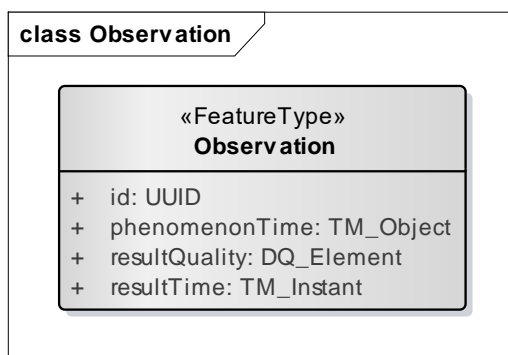 class Observation
«FeatureType»
Observation
+ id: UUID
+ phenomenonTime: TM_Object
+ resultQuality: DQ_Element
+ resultTime: TM_Instant